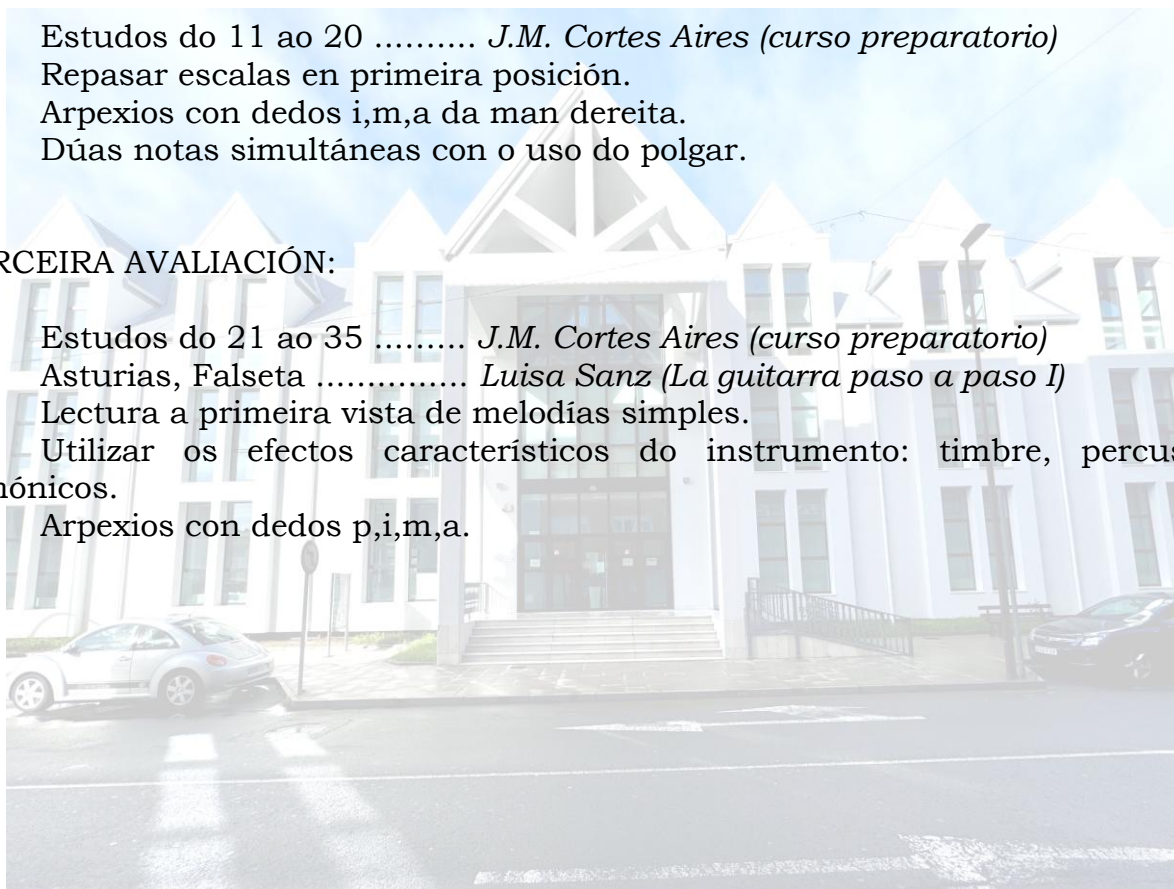 Estudos do 11 ao 20 .......... J.M. Cortes Aires (curso preparatorio)
Repasar escalas en primeira posición.
Arpexios con dedos i,m,a da man dereita.
Dúas notas simultáneas con o uso do polgar.
RCEIRA AVALIACIÓN:
Estudos do 21 ao 35 ......... J.M. Cortes Aires (curso preparatorio)
Asturias, Falseta ............... Luisa Sanz (La guitarra paso a paso I)
Lectura a primeira vista de melodías simples.
Utilizar os efectos característicos do instrumento: timbre, percus
nónicos.
Arpexios con dedos p,i,m,a.